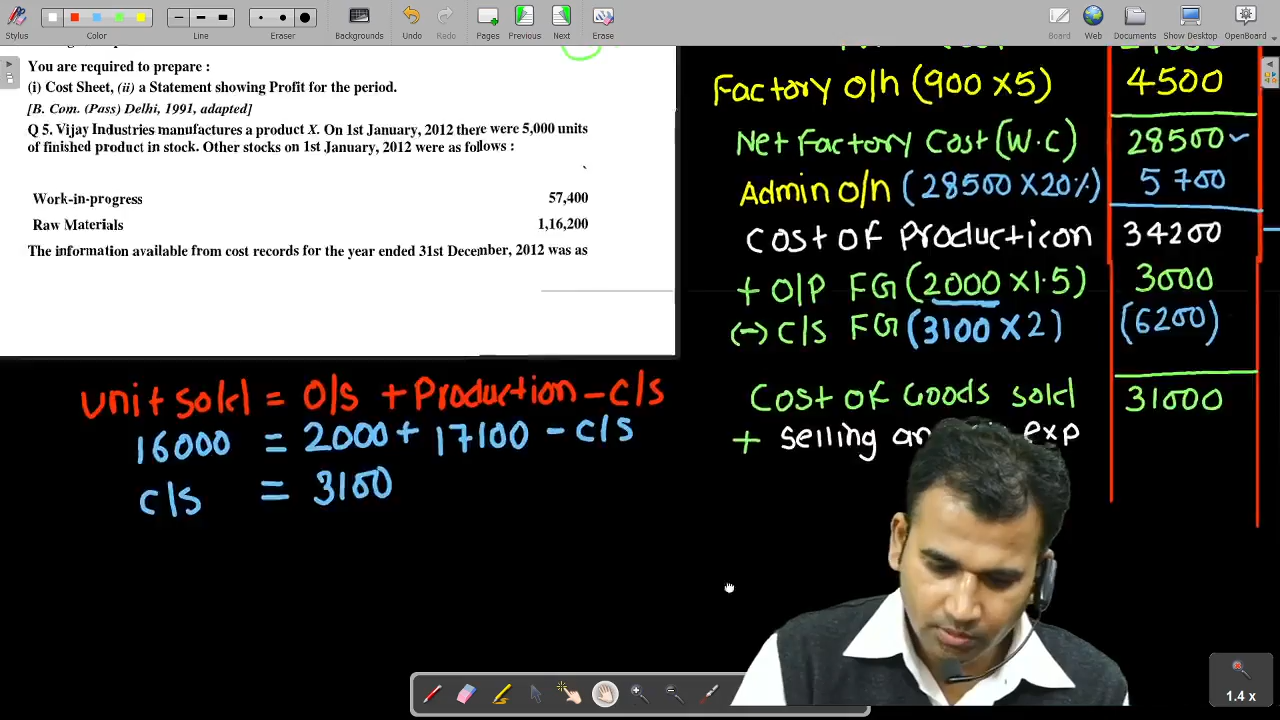 Stylus
Color
Line
Eraser
Backgrounds
Undo
Redo
Pages
Previous
Next
Erase
Board
Web
Documents
Show Desktop
OpenBoard
You are required to prepare :
(i) Cost Sheet, (ii) a Statement showing Profit for the period.
[B. Com. (Pass) Delhi, 1991, adapted]
Q 5. Vijay Industries manufactures a product X. On 1st January, 2012 there were 5,000 units
of finished product in stock. Other stocks on 1st January, 2012 were as follows :
Work-in-progress 57,400
Raw Materials 1,16,200
The information available from cost records for the year ended 31st December, 2012 was as
unit sold = O/S + Production - C/S
16000 = 2000 + 17100 - C/S
C/S = 3100
Factory O/h (900 X 5) 4500
Net Factory Cost (W.C) 28500
Admin O/h (28500 X 20%) 5700
Cost of Producticon 34200
+ O/P FG (2000 X 1.5) 3000
(-) C/S FG (3100 X 2) (6200)
Cost of Goods sold 31000
+ Selling exp
1.4 x